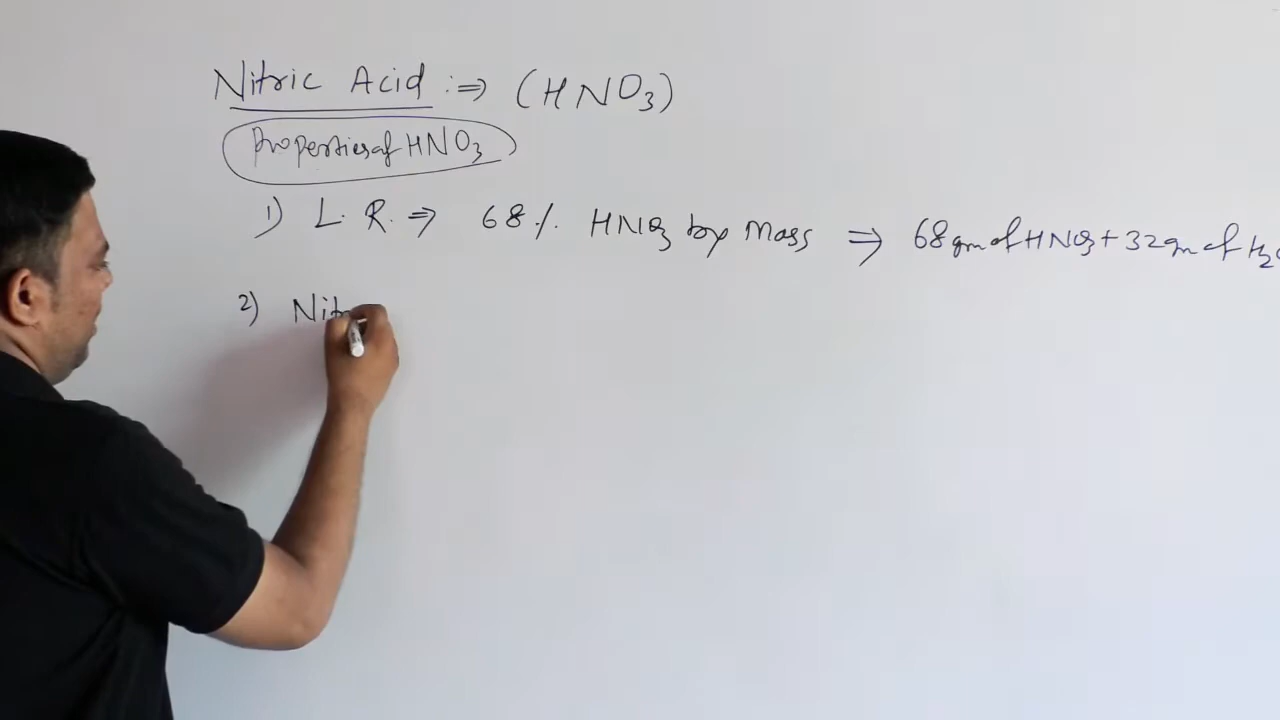 Nitric Acid :⇒ (HNO₃)
Properties of HNO₃
1) L. R. ⇒ 68 % HNO₃ by Mass ⇒ 68 gm of HNO₃ + 32 gm of H₂O
2) Nit